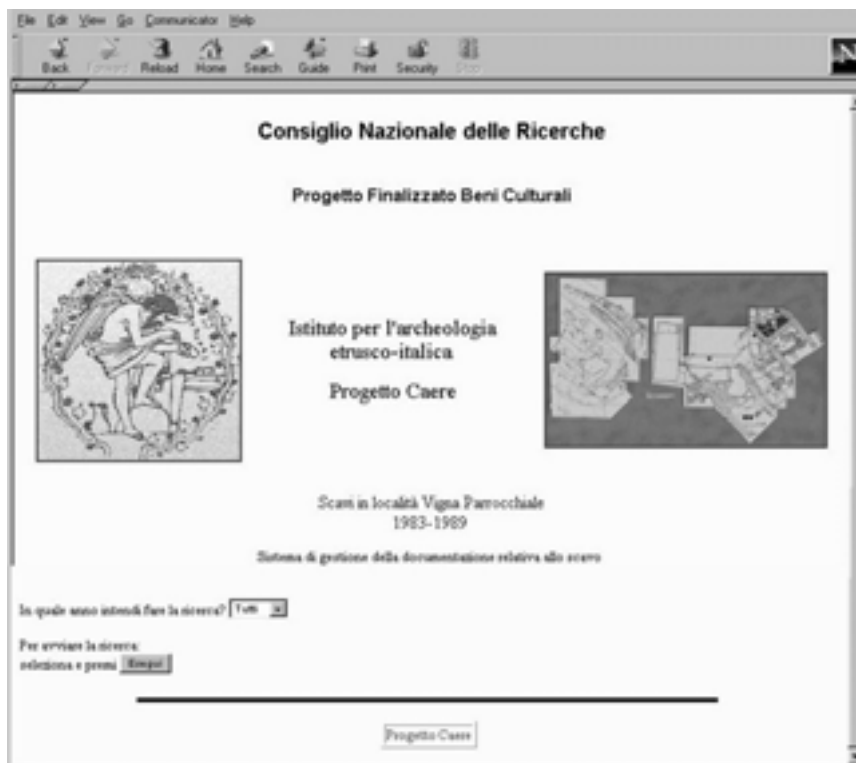 File Edit View Go Communicator Help
Back Forward Reload Home Search Guide Print Security Stop
N
Consiglio Nazionale delle Ricerche
Progetto Finalizzato Beni Culturali
Istituto per l'archeologia
etrusco-italica
Progetto Caere
Scavi in località Vigna Parrocchiale
1983-1989
Sistema di gestione della documentazione relativa allo scavo
In quale anno intendi fare la ricerca? Tutti
Per avviare la ricerca:
seleziona e premi Esegui
Progetto Caere